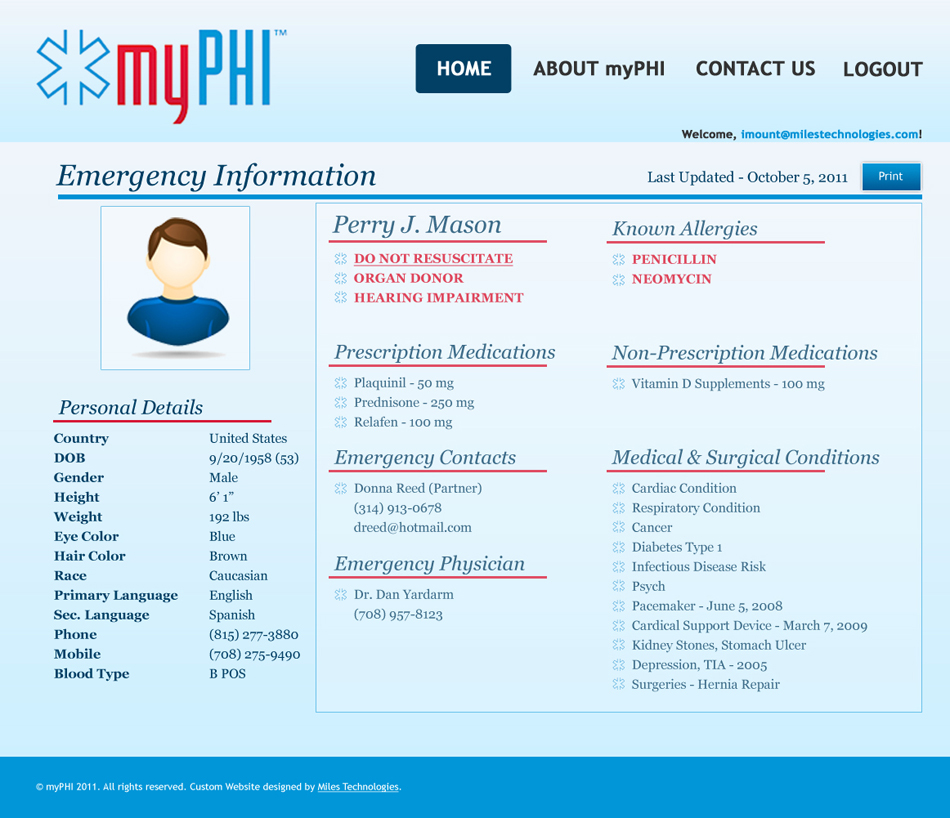 myPHI™
HOME ABOUT myPHI CONTACT US LOGOUT
Welcome, imount@milestechnologies.com!
Emergency Information
Last Updated - October 5, 2011 Print
Personal Details
Country United States
DOB 9/20/1958 (53)
Gender Male
Height 6' 1”
Weight 192 lbs
Eye Color Blue
Hair Color Brown
Race Caucasian
Primary Language English
Sec. Language Spanish
Phone (815) 277-3880
Mobile (708) 275-9490
Blood Type B POS
Perry J. Mason
DO NOT RESUSCITATE
ORGAN DONOR
HEARING IMPAIRMENT
Known Allergies
PENICILLIN
NEOMYCIN
Prescription Medications
Plaquinil - 50 mg
Prednisone - 250 mg
Relafen - 100 mg
Non-Prescription Medications
Vitamin D Supplements - 100 mg
Emergency Contacts
Donna Reed (Partner)
(314) 913-0678
dreed@hotmail.com
Emergency Physician
Dr. Dan Yardarm
(708) 957-8123
Medical & Surgical Conditions
Cardiac Condition
Respiratory Condition
Cancer
Diabetes Type 1
Infectious Disease Risk
Psych
Pacemaker - June 5, 2008
Cardical Support Device - March 7, 2009
Kidney Stones, Stomach Ulcer
Depression, TIA - 2005
Surgeries - Hernia Repair
© myPHI 2011. All rights reserved. Custom Website designed by Miles Technologies.